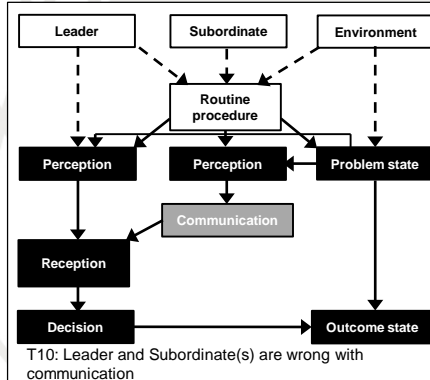 Leader
Subordinate
Environment
Routine
procedure
Perception
Perception
Problem state
Communication
Reception
Decision
Outcome state
T10: Leader and Subordinate(s) are wrong with
communication